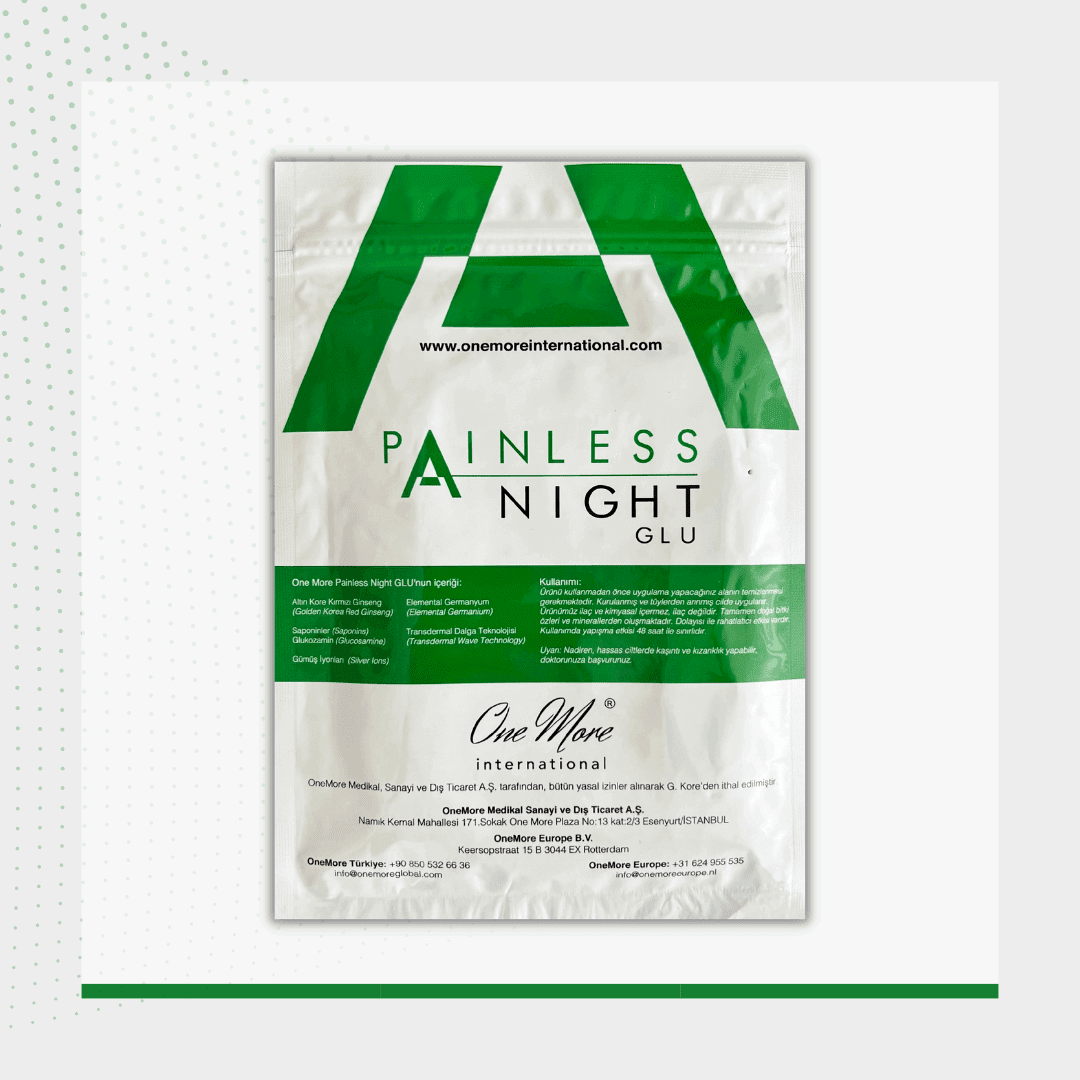 www.onemoreinternational.com
PAINLESS
NIGHT
GLU
One More Painless Night GLU'nun içeriği:
Altın Kore Kırmızı Ginseng
(Golden Korea Red Ginseng)
Saponinler (Saponins)
Glukozamin (Glucosamine)
Gümüş İyonları (Silver Ions)
Elemental Germanyum
(Elemental Germanium)
Transdermal Dalga Teknolojisi
(Transdermal Wave Technology)
Kullanımı:
Ürünü kullanmadan önce uygulama yapacağınız alanın temizlenmesi
gerekmektedir. Kurulanmış ve tüylerden arınmış cilde uygulanır.
Ürünümüz ilaç ve kimyasal içermez, ilaç değildir. Tamamen doğal bitki
özleri ve minerallerden oluşmaktadır. Dolayısı ile rahatlatıcı etkisi vardır.
Kullanımda yapışma etkisi 48 saat ile sınırlıdır.
Uyarı: Nadiren, hassas ciltlerde kaşıntı ve kızarıklık yapabilir,
doktorunuza başvurunuz.
One More ®
international
OneMore Medikal, Sanayi ve Dış Ticaret A.Ş. tarafından, bütün yasal izinler alınarak G. Kore'den ithal edilmiştir.
OneMore Medikal Sanayi ve Dış Ticaret A.Ş.
Namık Kemal Mahallesi 171.Sokak One More Plaza No:13 kat:2/3 Esenyurt/İSTANBUL
OneMore Europe B.V.
Keersopstraat 15 B 3044 EX Rotterdam
OneMore Türkiye: +90 850 532 66 36
info@onemoreglobal.com
OneMore Europe: +31 624 955 535
info@onemoreeurope.nl